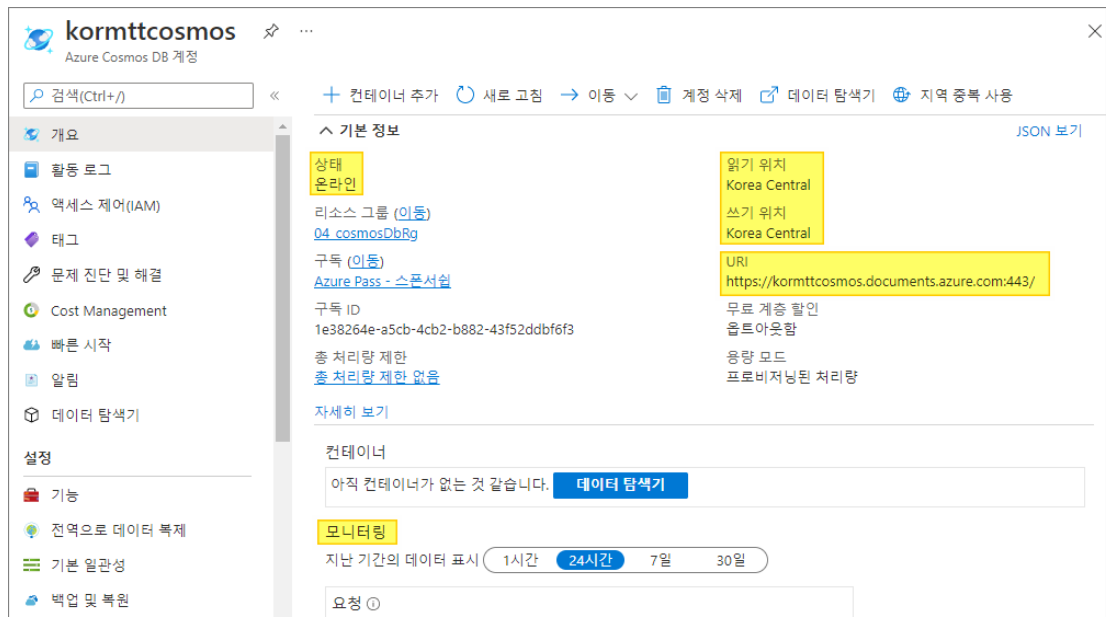 kormttcosmos
Azure Cosmos DB 계정
검색(Ctrl+/)
개요
활동 로그
액세스 제어(IAM)
태그
문제 진단 및 해결
Cost Management
빠른 시작
알림
데이터 탐색기
설정
기능
전역으로 데이터 복제
기본 일관성
백업 및 복원
컨테이너 추가 새로 고침 이동 계정 삭제 데이터 탐색기 지역 중복 사용
기본 정보 JSON 보기
상태
온라인
리소스 그룹 (이동)
04_cosmosDbRg
구독 (이동)
Azure Pass - 스폰서쉽
구독 ID
1e38264e-a5cb-4cb2-b882-43f52ddbf6f3
총 처리량 제한
총 처리량 제한 없음
읽기 위치
Korea Central
쓰기 위치
Korea Central
URI
https://kormttcosmos.documents.azure.com:443/
무료 계층 할인
옵트아웃함
용량 모드
프로비저닝된 처리량
자세히 보기
컨테이너
아직 컨테이너가 없는 것 같습니다. 데이터 탐색기
모니터링
지난 기간의 데이터 표시 1시간 24시간 7일 30일
요청